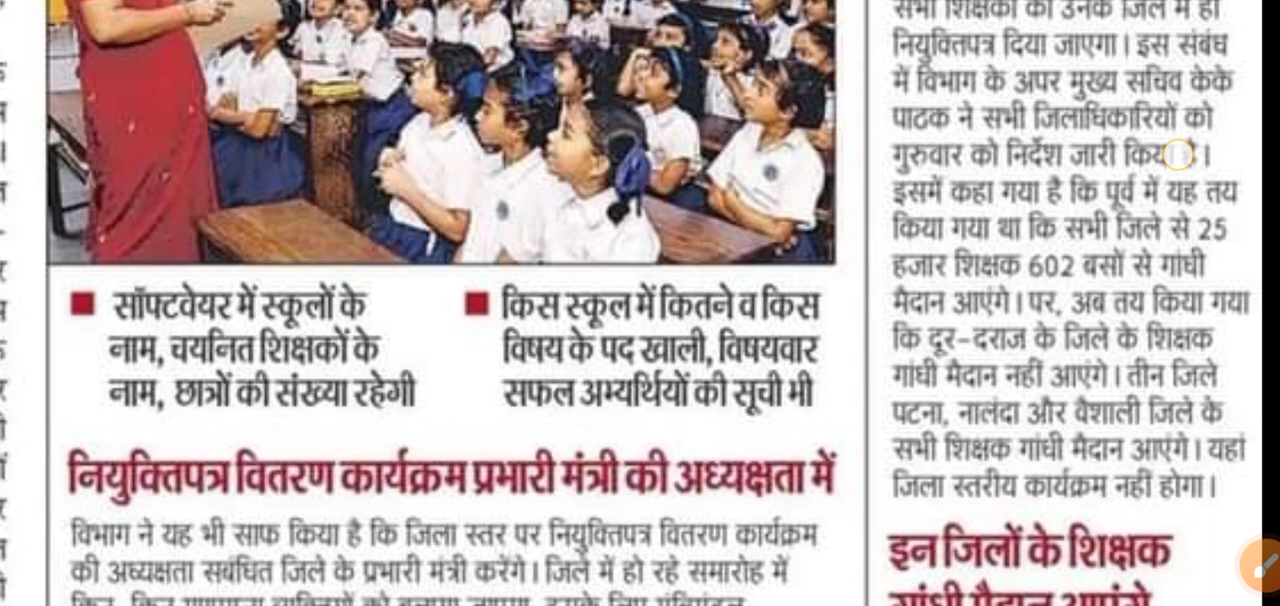 सॉफ्टवेयर में स्कूलों के
नाम, चयनित शिक्षकों के
नाम, छात्रों की संख्या रहेगी
किस स्कूल में कितने व किस
विषय के पद खाली, विषयवार
सफल अभ्यर्थियों की सूची भी
नियुक्तिपत्र वितरण कार्यक्रम प्रभारी मंत्री की अध्यक्षता में
विभाग ने यह भी साफ किया है कि जिला स्तर पर नियुक्तिपत्र वितरण कार्यक्रम
की अध्यक्षता सबंधित जिले के प्रभारी मंत्री करेंगे। जिले में हो रहे समारोह में
सभी शिक्षकों को उनके जिले में ही
नियुक्तिपत्र दिया जाएगा। इस संबंध
में विभाग के अपर मुख्य सचिव केके
पाठक ने सभी जिलाधिकारियों को
गुरुवार को निर्देश जारी किया है।
इसमें कहा गया है कि पूर्व में यह तय
किया गया था कि सभी जिले से 25
हजार शिक्षक 602 बसों से गांधी
मैदान आएंगे। पर, अब तय किया गया
कि दूर-दराज के जिले के शिक्षक
गांधी मैदान नहीं आएंगे। तीन जिले
पटना, नालंदा और वैशाली जिले के
सभी शिक्षक गांधी मैदान आएंगे। यहां
जिला स्तरीय कार्यक्रम नहीं होगा।
इन जिलों के शिक्षक
गांधी मैदान आएंगे